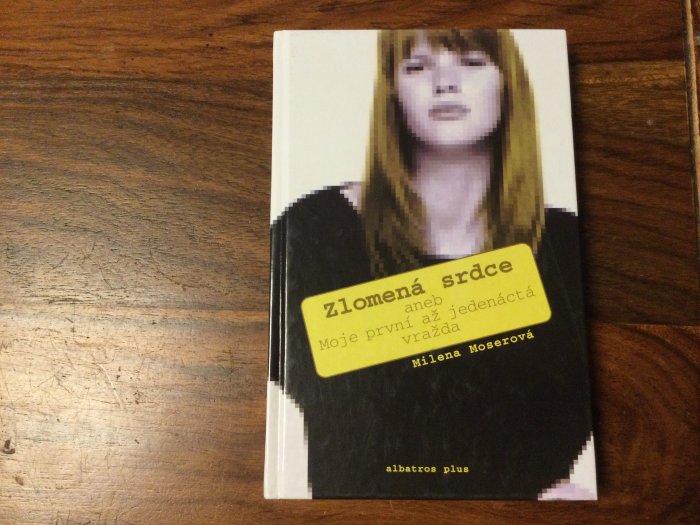 Zlomená srdce
aneb
Moje první až jedenáctá
vražda
Milena Moserová
albatros plus